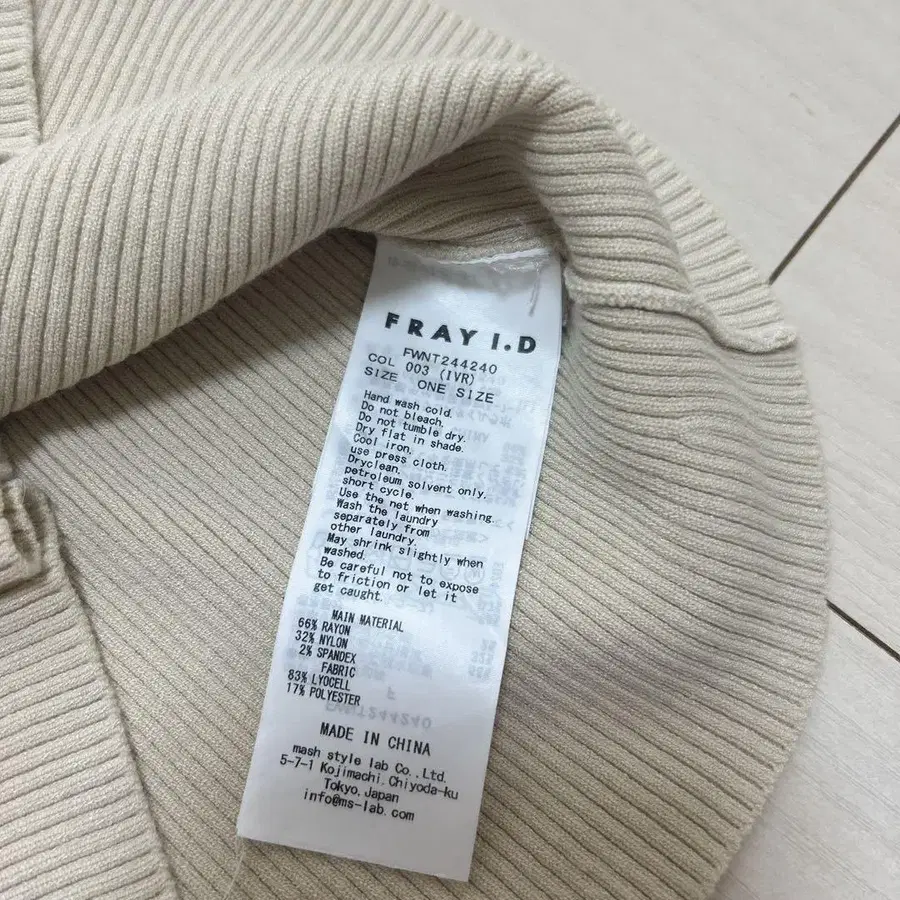 FRAY I.D
FWNT244240
COL 003 (IVR)
SIZE ONE SIZE
Hand wash cold.
Do not bleach.
Do not tumble dry.
Dry flat in shade.
Cool iron.
use press cloth.
Dryclean.
petroleum solvent only.
short cycle.
Use the net when washing.
Wash the laundry
separately from
other laundry.
May shrink slightly when
washed.
Be careful not to expose
to friction or let it
get caught.
MAIN MATERIAL
66% RAYON
32% NYLON
2% SPANDEX
FABRIC
83% LYOCELL
17% POLYESTER
MADE IN CHINA
mash style lab Co.,Ltd.
5-7-1 Kojimachi,Chiyoda-ku
Tokyo,Japan
info@ms-lab.com